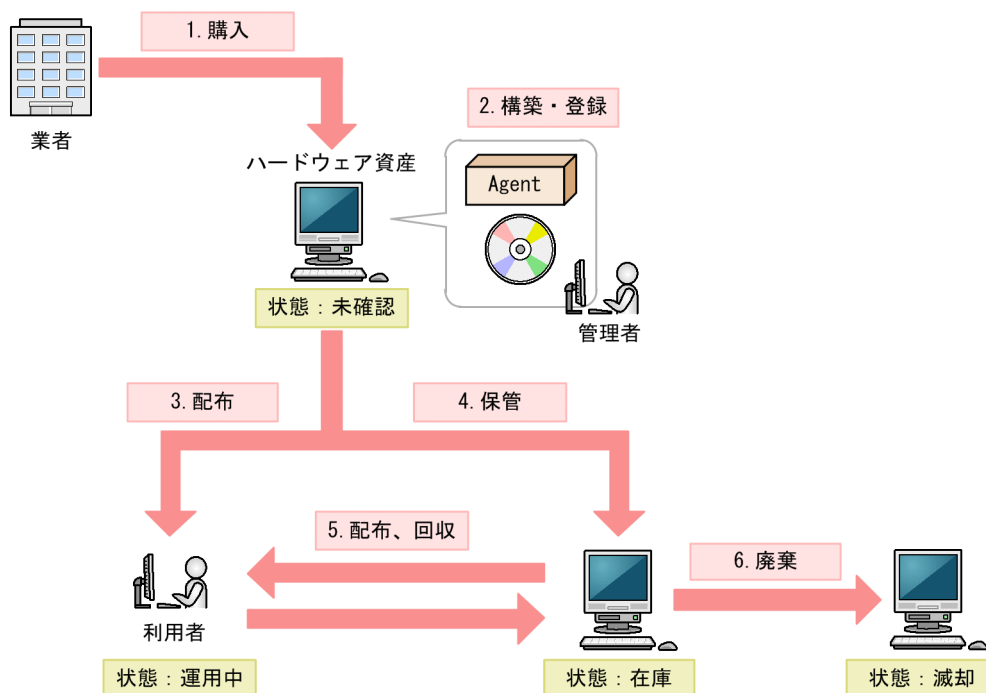 1.購入
業者
2.構築・登録
ハードウェア資産
Agent
状態：未確認
管理者
3.配布
4.保管
5.配布、回収
6.廃棄
利用者
状態：運用中
状態：在庫
状態：滅却